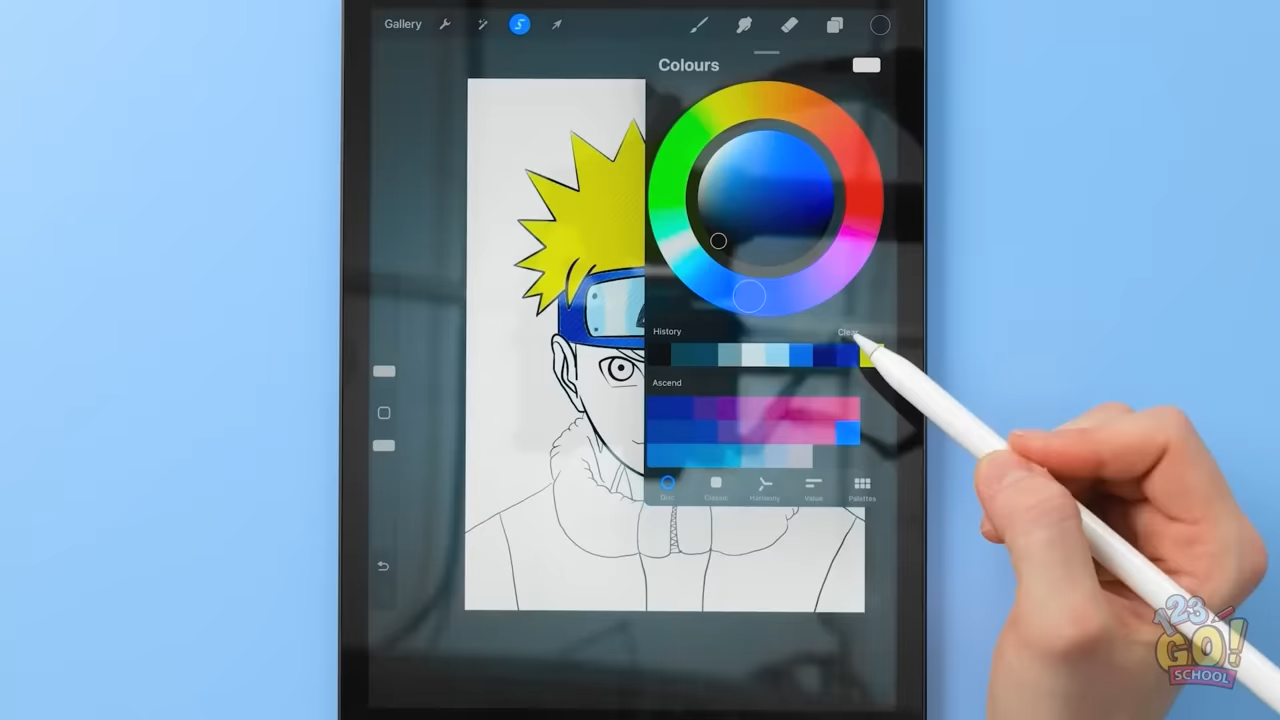 Gallery
Colours
History
Clear
Ascend
Disc
Classic
Harmony
Value
Palettes
123
GO!
SCHOOL